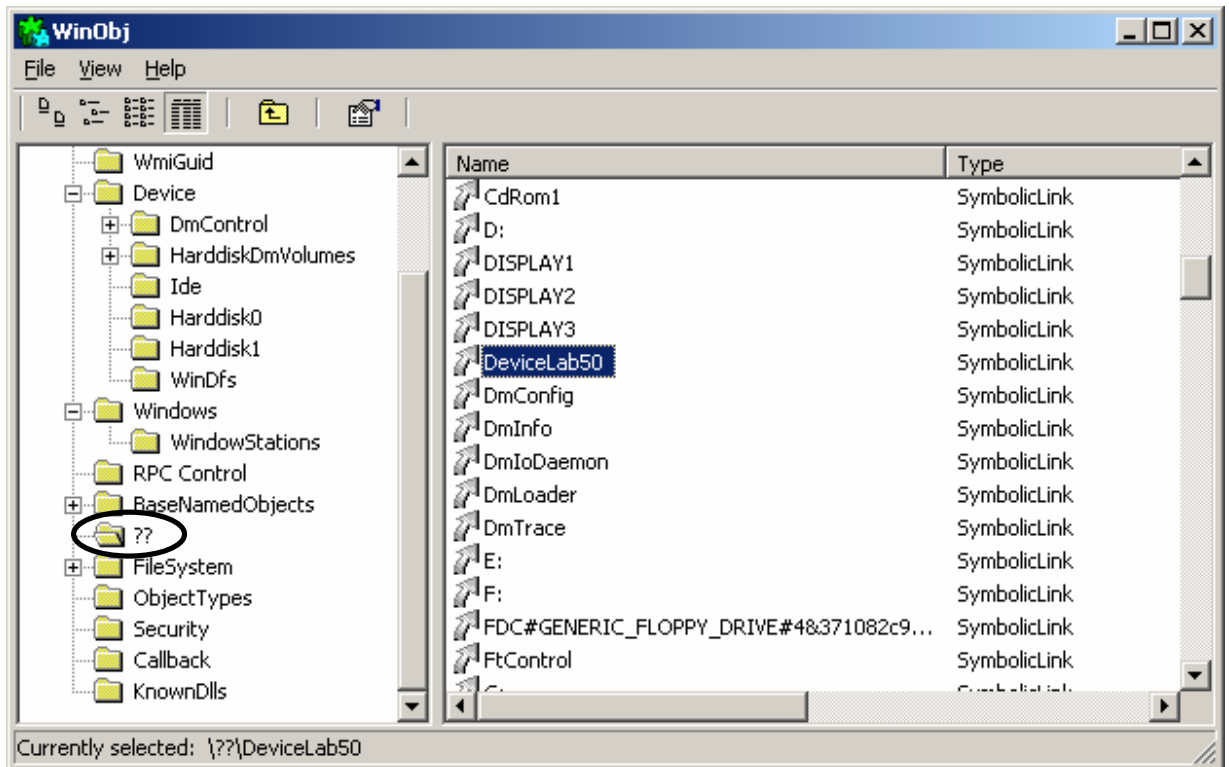 WinObj
File View Help
WmiGuid
Device
DmControl
HarddiskDmVolumes
Ide
Harddisk0
Harddisk1
WinDfs
Windows
WindowStations
RPC Control
BaseNamedObjects
??
FileSystem
ObjectTypes
Security
Callback
KnownDlls
Name Type
CdRom1 SymbolicLink
D: SymbolicLink
DISPLAY1 SymbolicLink
DISPLAY2 SymbolicLink
DISPLAY3 SymbolicLink
DeviceLab50 SymbolicLink
DmConfig SymbolicLink
DmInfo SymbolicLink
DmIoDaemon SymbolicLink
DmLoader SymbolicLink
DmTrace SymbolicLink
E: SymbolicLink
F: SymbolicLink
FDC#GENERIC_FLOPPY_DRIVE#4&371082c9... SymbolicLink
FtControl SymbolicLink
Currently selected: \??\DeviceLab50